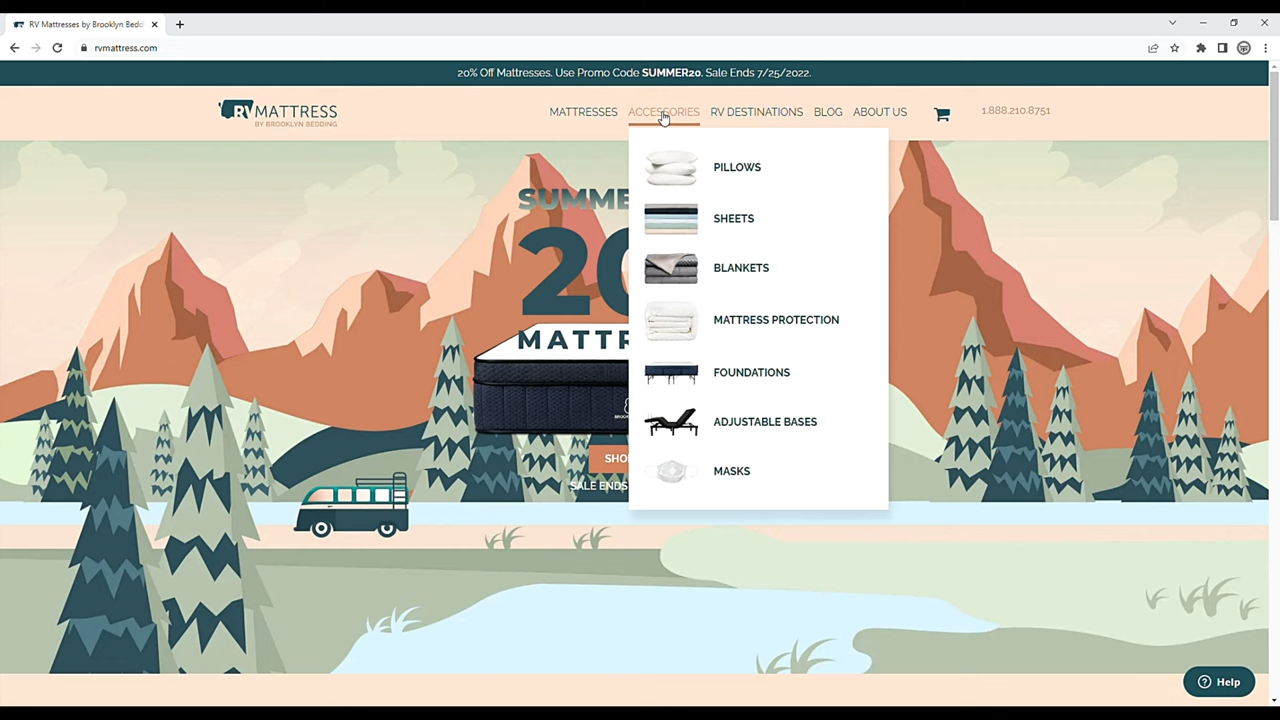 RV Mattresses by Brooklyn Bedd
rvmattress.com
20% Off Mattresses. Use Promo Code SUMMER20. Sale Ends 7/25/2022.
RV MATTRESS
BY BROOKLYN BEDDING
MATTRESSES ACCESSORIES RV DESTINATIONS BLOG ABOUT US 1.888.210.8751
PILLOWS
SHEETS
BLANKETS
MATTRESS PROTECTION
FOUNDATIONS
ADJUSTABLE BASES
MASKS
SUMME
20
MATTR
SHO
SALE ENDS
Help